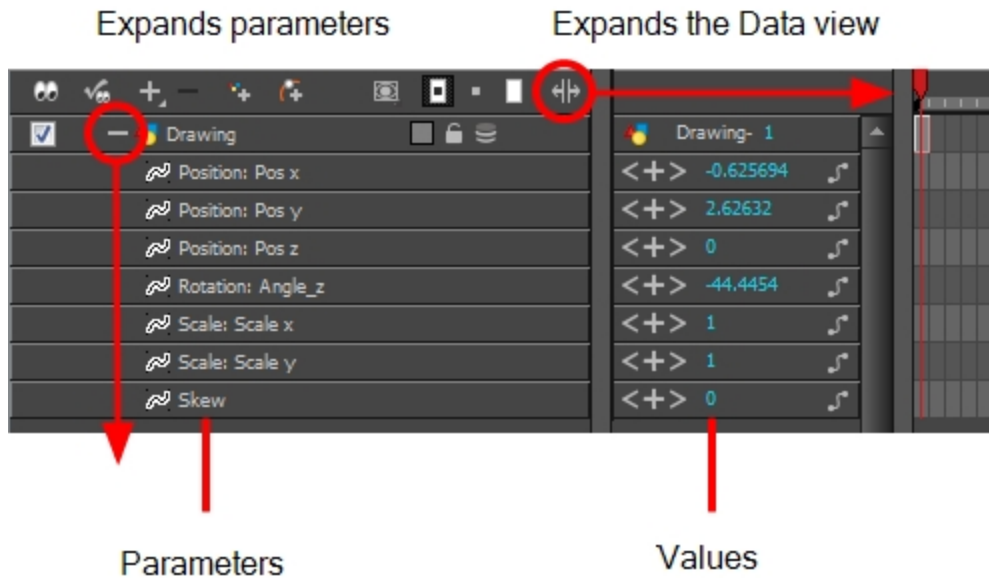 Expands parameters
Expands the Data view
Drawing
Drawing- 1
Position: Pos x
-0.625694
Position: Pos y
2.62632
Position: Pos z
0
Rotation: Angle_z
-44.4454
Scale: Scale x
1
Scale: Scale y
1
Skew
0
Parameters
Values